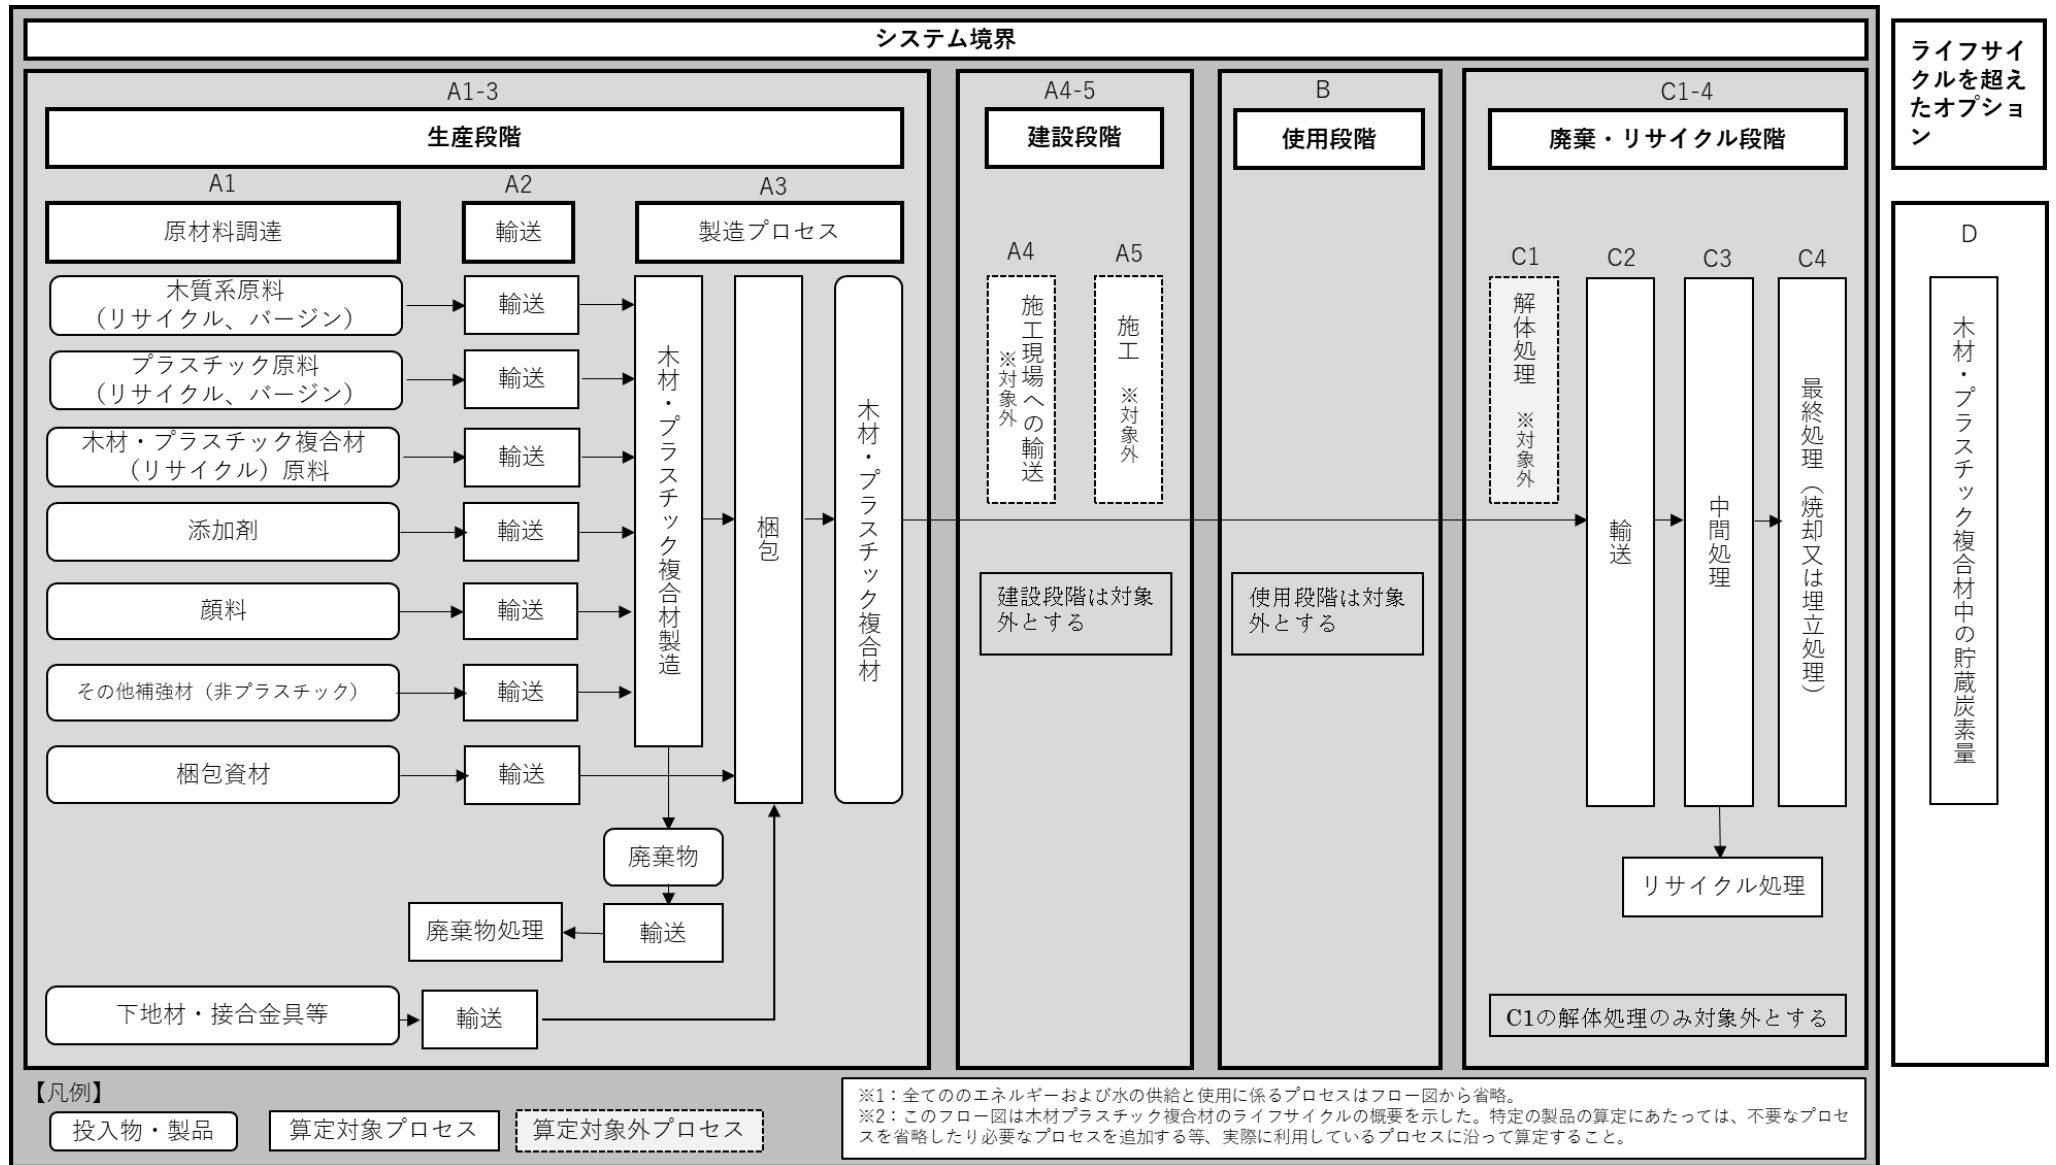 システム境界
ライフサイ
クルを超え
たオプショ
ン
A1-3
生産段階
A1
原材料調達
A2
輸送
A3
製造プロセス
木質系原料
（リサイクル、バージン）
輸送
プラスチック原料
（リサイクル、バージン）
輸送
木材・プラスチック複合材
（リサイクル）原料
輸送
添加剤
輸送
顔料
輸送
その他補強材（非プラスチック）
輸送
梱包資材
輸送
木材・プラスチック複合材製造
梱包
木材・プラスチック複合材
廃棄物
輸送
廃棄物処理
下地材・接合金具等
輸送
A4-5
建設段階
A4
施工現場への輸送
※対象外
A5
施工 ※対象外
建設段階は対象
外とする
B
使用段階
使用段階は対象
外とする
C1-4
廃棄・リサイクル段階
C1
解体処理 ※対象外
C2
輸送
C3
中間処理
C4
最終処理（焼却又は埋立処理）
リサイクル処理
C1の解体処理のみ対象外とする
D
木材・プラスチック複合材中の貯蔵炭素量
【凡例】
投入物・製品
算定対象プロセス
算定対象外プロセス
※1：全てののエネルギーおよび水の供給と使用に係るプロセスはフロー図から省略。
※2：このフロー図は木材プラスチック複合材のライフサイクルの概要を示した。特定の製品の算定にあたっては、不要なプロセ
スを省略したり必要なプロセスを追加する等、実際に利用しているプロセスに沿って算定すること。